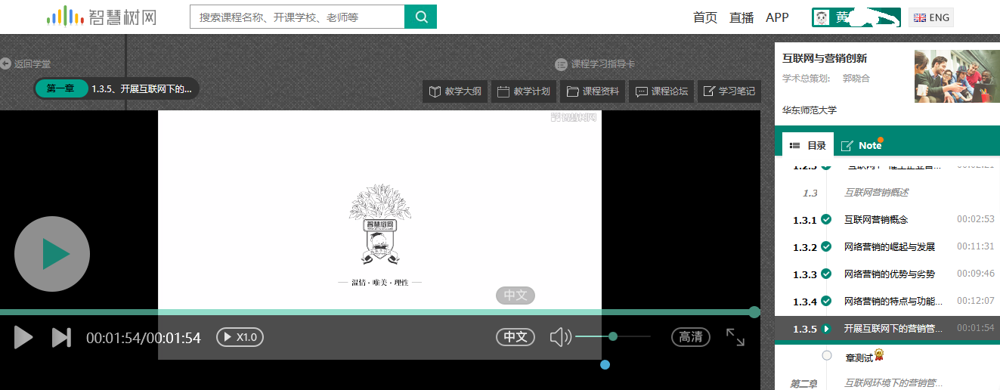 智慧树网
搜索课程名称、开课学校、老师等
首页 直播 APP
黄
ENG
返回学堂
课程学习指导卡
第一章 1.3.5、开展互联网下的...
教学大纲 教学计划 课程资料 课程论坛 学习笔记
智慧树网
智慧树网
温情·唯美·理性
中文
00:01:54/00:01:54 X1.0 中文 高清
互联网与营销创新
学术总策划: 郭晓合
华东师范大学
目录 Note
1.3 互联网营销概述
1.3.1 互联网营销概念 00:02:53
1.3.2 网络营销的崛起与发展 00:11:31
1.3.3 网络营销的优势与劣势 00:09:46
1.3.4 网络营销的特点与功能... 00:12:07
1.3.5 开展互联网下的营销管... 00:01:54
章测试
第二章 互联网环境下的营销管...